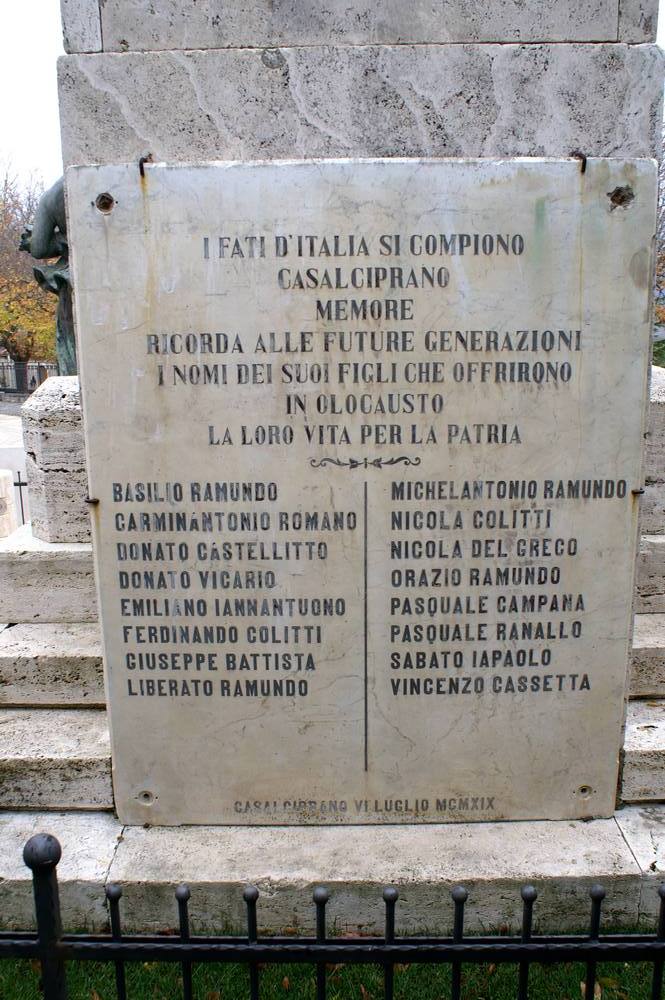 I FATI D'ITALIA SI COMPIONO
CASALCIPRANO
MEMORE
RICORDA ALLE FUTURE GENERAZIONI
I NOMI DEI SUOI FIGLI CHE OFFRIRONO
IN OLOCAUSTO
LA LORO VITA PER LA PATRIA
BASILIO RAMUNDO
CARMINANTONIO ROMANO
DONATO CASTELLITTO
DONATO VICARIO
EMILIANO IANNANTUONO
FERDINANDO COLITTI
GIUSEPPE BATTISTA
LIBERATO RAMUNDO
MICHELANTONIO RAMUNDO
NICOLA COLITTI
NICOLA DEL GRECO
ORAZIO RAMUNDO
PASQUALE CAMPANA
PASQUALE RANALLO
SABATO IAPAOLO
VINCENZO CASSETTA
CASALCIPRANO VI LUGLIO MCMXIX